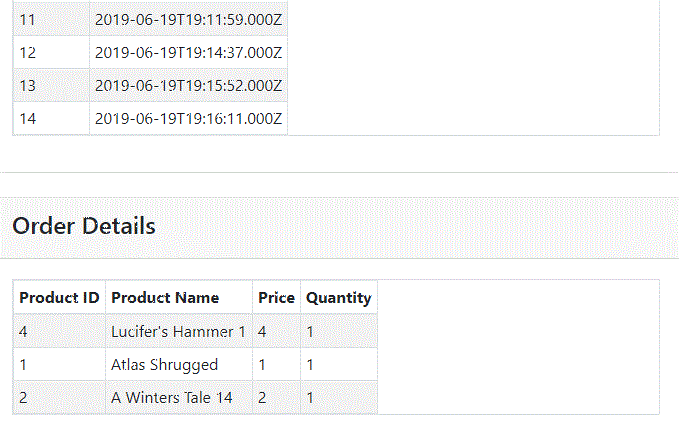 11 2019-06-19T19:11:59.000Z
12 2019-06-19T19:14:37.000Z
13 2019-06-19T19:15:52.000Z
14 2019-06-19T19:16:11.000Z
Order Details
Product ID Product Name Price Quantity
4 Lucifer's Hammer 1 4 1
1 Atlas Shrugged 1 1
2 A Winters Tale 14 2 1